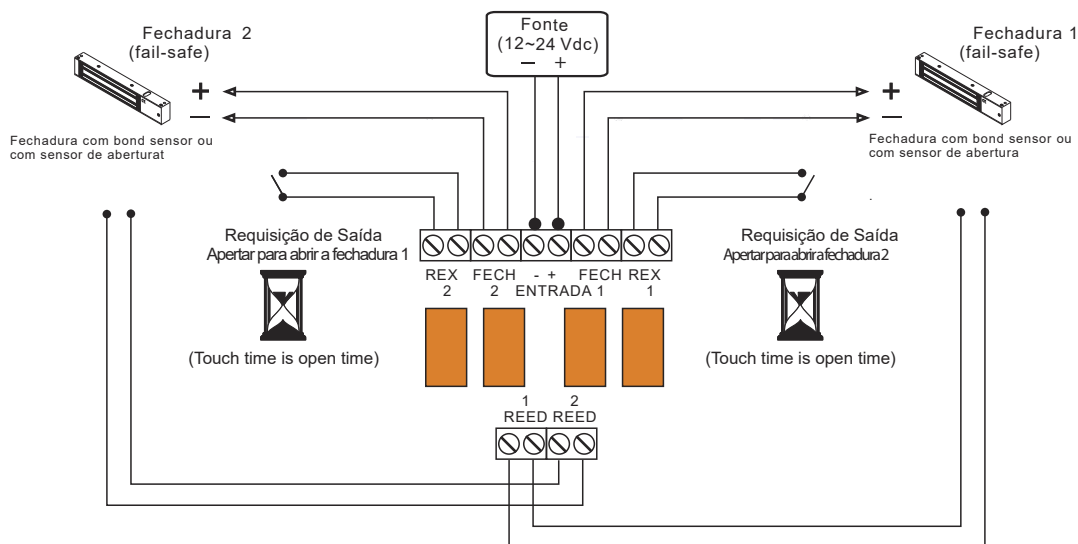 Fechadura 2
(fail-safe)
+
−
Fechadura com bond sensor ou
com sensor de aberturat
Fonte
(12~24 Vdc)
− +
Fechadura 1
(fail-safe)
+
−
Fechadura com bond sensor ou
com sensor de abertura
Requisição de Saída
Apertar para abrir a fechadura 1
(Touch time is open time)
REX FECH - + FECH REX
2 2 ENTRADA 1 1
Requisição de Saída
Apertar para abrir a fechadura 2
(Touch time is open time)
1 2
REED REED